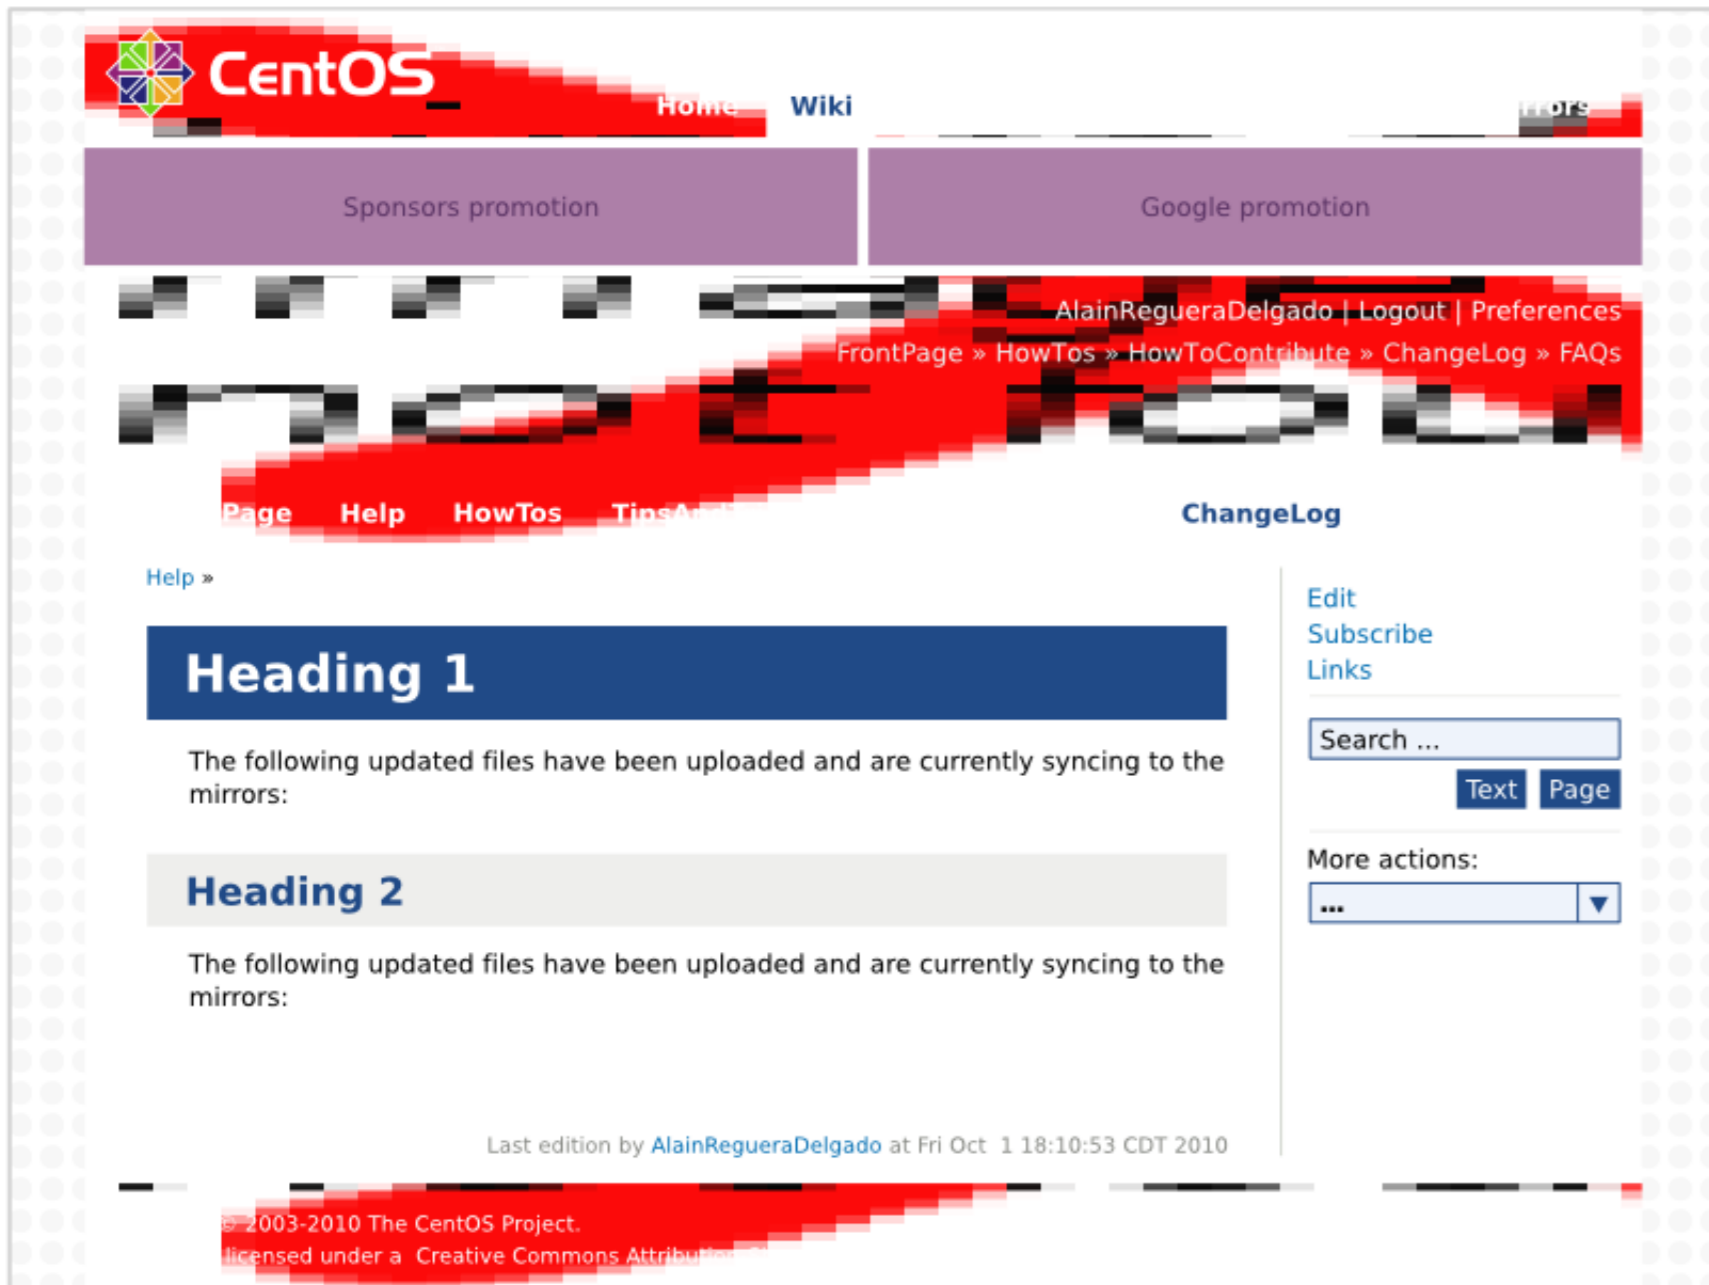 CentOS
Home Wiki
Sponsors promotion
Google promotion
AlainRegueraDelgado | Logout | Preferences
FrontPage » HowTos » HowToContribute » ChangeLog » FAQs
Page Help HowTos ChangeLog
Help »
Heading 1
The following updated files have been uploaded and are currently syncing to the
mirrors:
Heading 2
The following updated files have been uploaded and are currently syncing to the
mirrors:
Last edition by AlainRegueraDelgado at Fri Oct 1 18:10:53 CDT 2010
Edit
Subscribe
Links
Search ...
Text Page
More actions:
...
© 2003-2010 The CentOS Project.
licensed under a Creative Commons